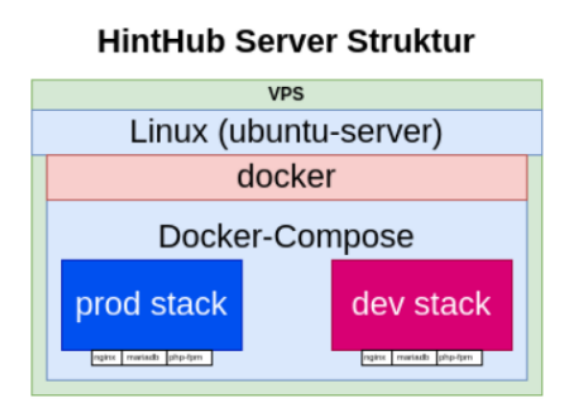 HintHub Server Struktur
VPS
Linux (ubuntu-server)
docker
Docker-Compose
prod stack
dev stack
nginx mariadb php-fpm
nginx mariadb php-fpm